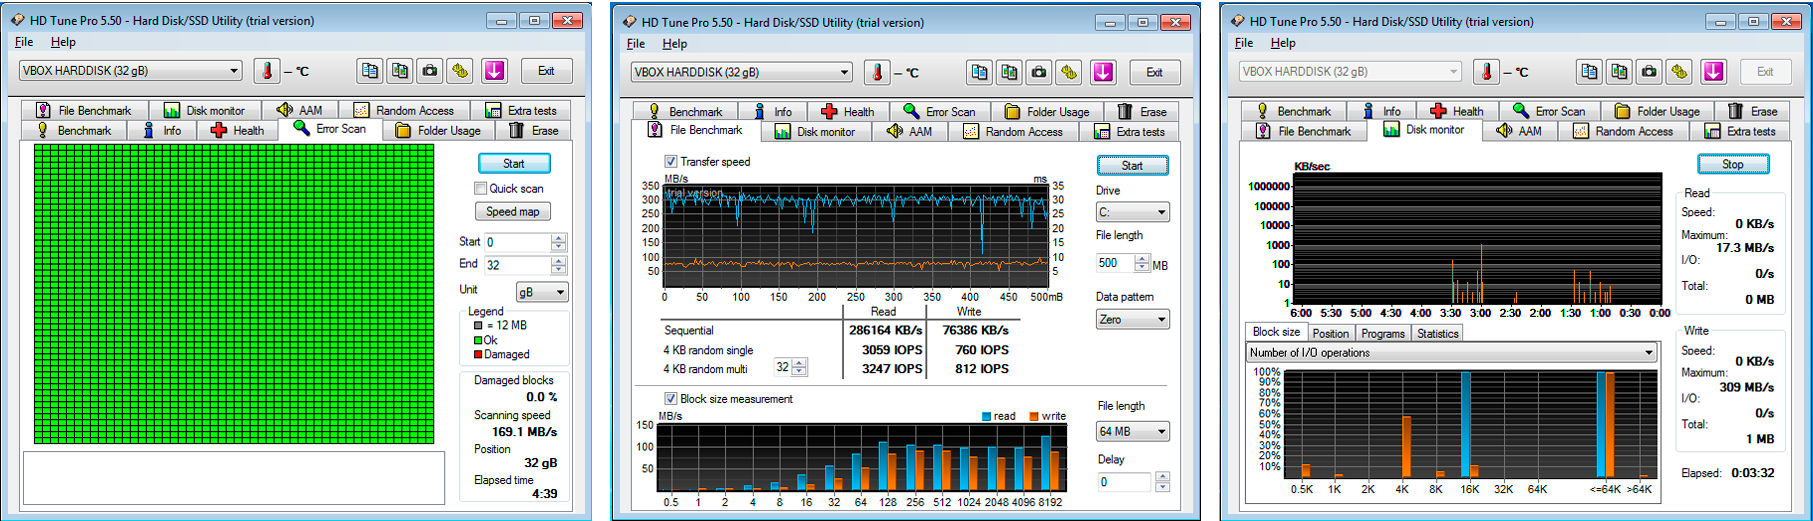 HD Tune Pro 5.50 - Hard Disk/SSD Utility (trial version)
File Help
VBOX HARDDISK (32 gB)
– °C
Exit
File Benchmark Disk monitor AAM Random Access Extra tests
Benchmark Info Health Error Scan Folder Usage Erase
Start
Quick scan
Speed map
Start 0
End 32
Unit gB
Legend
= 12 MB
Ok
Damaged
Damaged blocks
0.0 %
Scanning speed
169.1 MB/s
Position
32 gB
Elapsed time
4:39
HD Tune Pro 5.50 - Hard Disk/SSD Utility (trial version)
File Help
VBOX HARDDISK (32 gB)
– °C
Exit
Benchmark Info Health Error Scan Folder Usage Erase
File Benchmark Disk monitor AAM Random Access Extra tests
Transfer speed
MB/s ms
trial version
350 35
300 30
250 25
200 20
150 15
100 10
50 5
0 50 100 150 200 250 300 350 400 450 500mB
Read Write
Sequential 286164 KB/s 76386 KB/s
4 KB random single 3059 IOPS 760 IOPS
4 KB random multi 32 3247 IOPS 812 IOPS
Start
Drive
C:
File length
500 MB
Data pattern
Zero
Block size measurement
MB/s read write
150
100
50
0.5 1 2 4 8 16 32 64 128 256 512 1024 2048 4096 8192
File length
64 MB
Delay
0
HD Tune Pro 5.50 - Hard Disk/SSD Utility (trial version)
File Help
VBOX HARDDISK (32 gB)
– °C
Exit
Benchmark Info Health Error Scan Folder Usage Erase
File Benchmark Disk monitor AAM Random Access Extra tests
KB/sec
1000000
100000
10000
1000
100
10
1
6:00 5:30 5:00 4:30 4:00 3:30 3:00 2:30 2:00 1:30 1:00 0:30 0:00
Stop
Read
Speed:
0 KB/s
Maximum:
17.3 MB/s
I/O:
0/s
Total:
0 MB
Block size Position Programs Statistics
Number of I/O operations
100%
90%
80%
70%
60%
50%
40%
30%
20%
10%
0.5K 1K 2K 4K 8K 16K 32K 64K <=64K >64K
Write
Speed:
0 KB/s
Maximum:
309 MB/s
I/O:
0/s
Total:
1 MB
Elapsed: 0:03:32